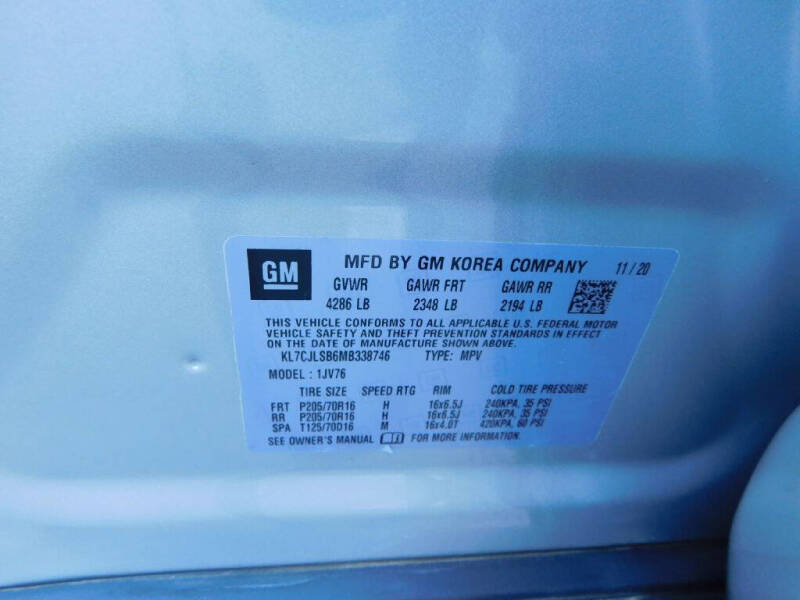 GM MFD BY GM KOREA COMPANY 11/20
GVWR GAWR FRT GAWR RR
4286 LB 2348 LB 2194 LB
THIS VEHICLE CONFORMS TO ALL APPLICABLE U.S. FEDERAL MOTOR
VEHICLE SAFETY AND THEFT PREVENTION STANDARDS IN EFFECT
ON THE DATE OF MANUFACTURE SHOWN ABOVE.
KL7CJLSB6MB338746 TYPE: MPV
MODEL : 1JV76
TIRE SIZE SPEED RTG RIM COLD TIRE PRESSURE
FRT P205/70R16 H 16x6.5J 240KPA, 35 PSI
RR P205/70R16 H 16x6.5J 240KPA, 35 PSI
SPA T125/70D16 M 16x4.0T 420KPA, 60 PSI
SEE OWNER'S MANUAL FOR MORE INFORMATION.